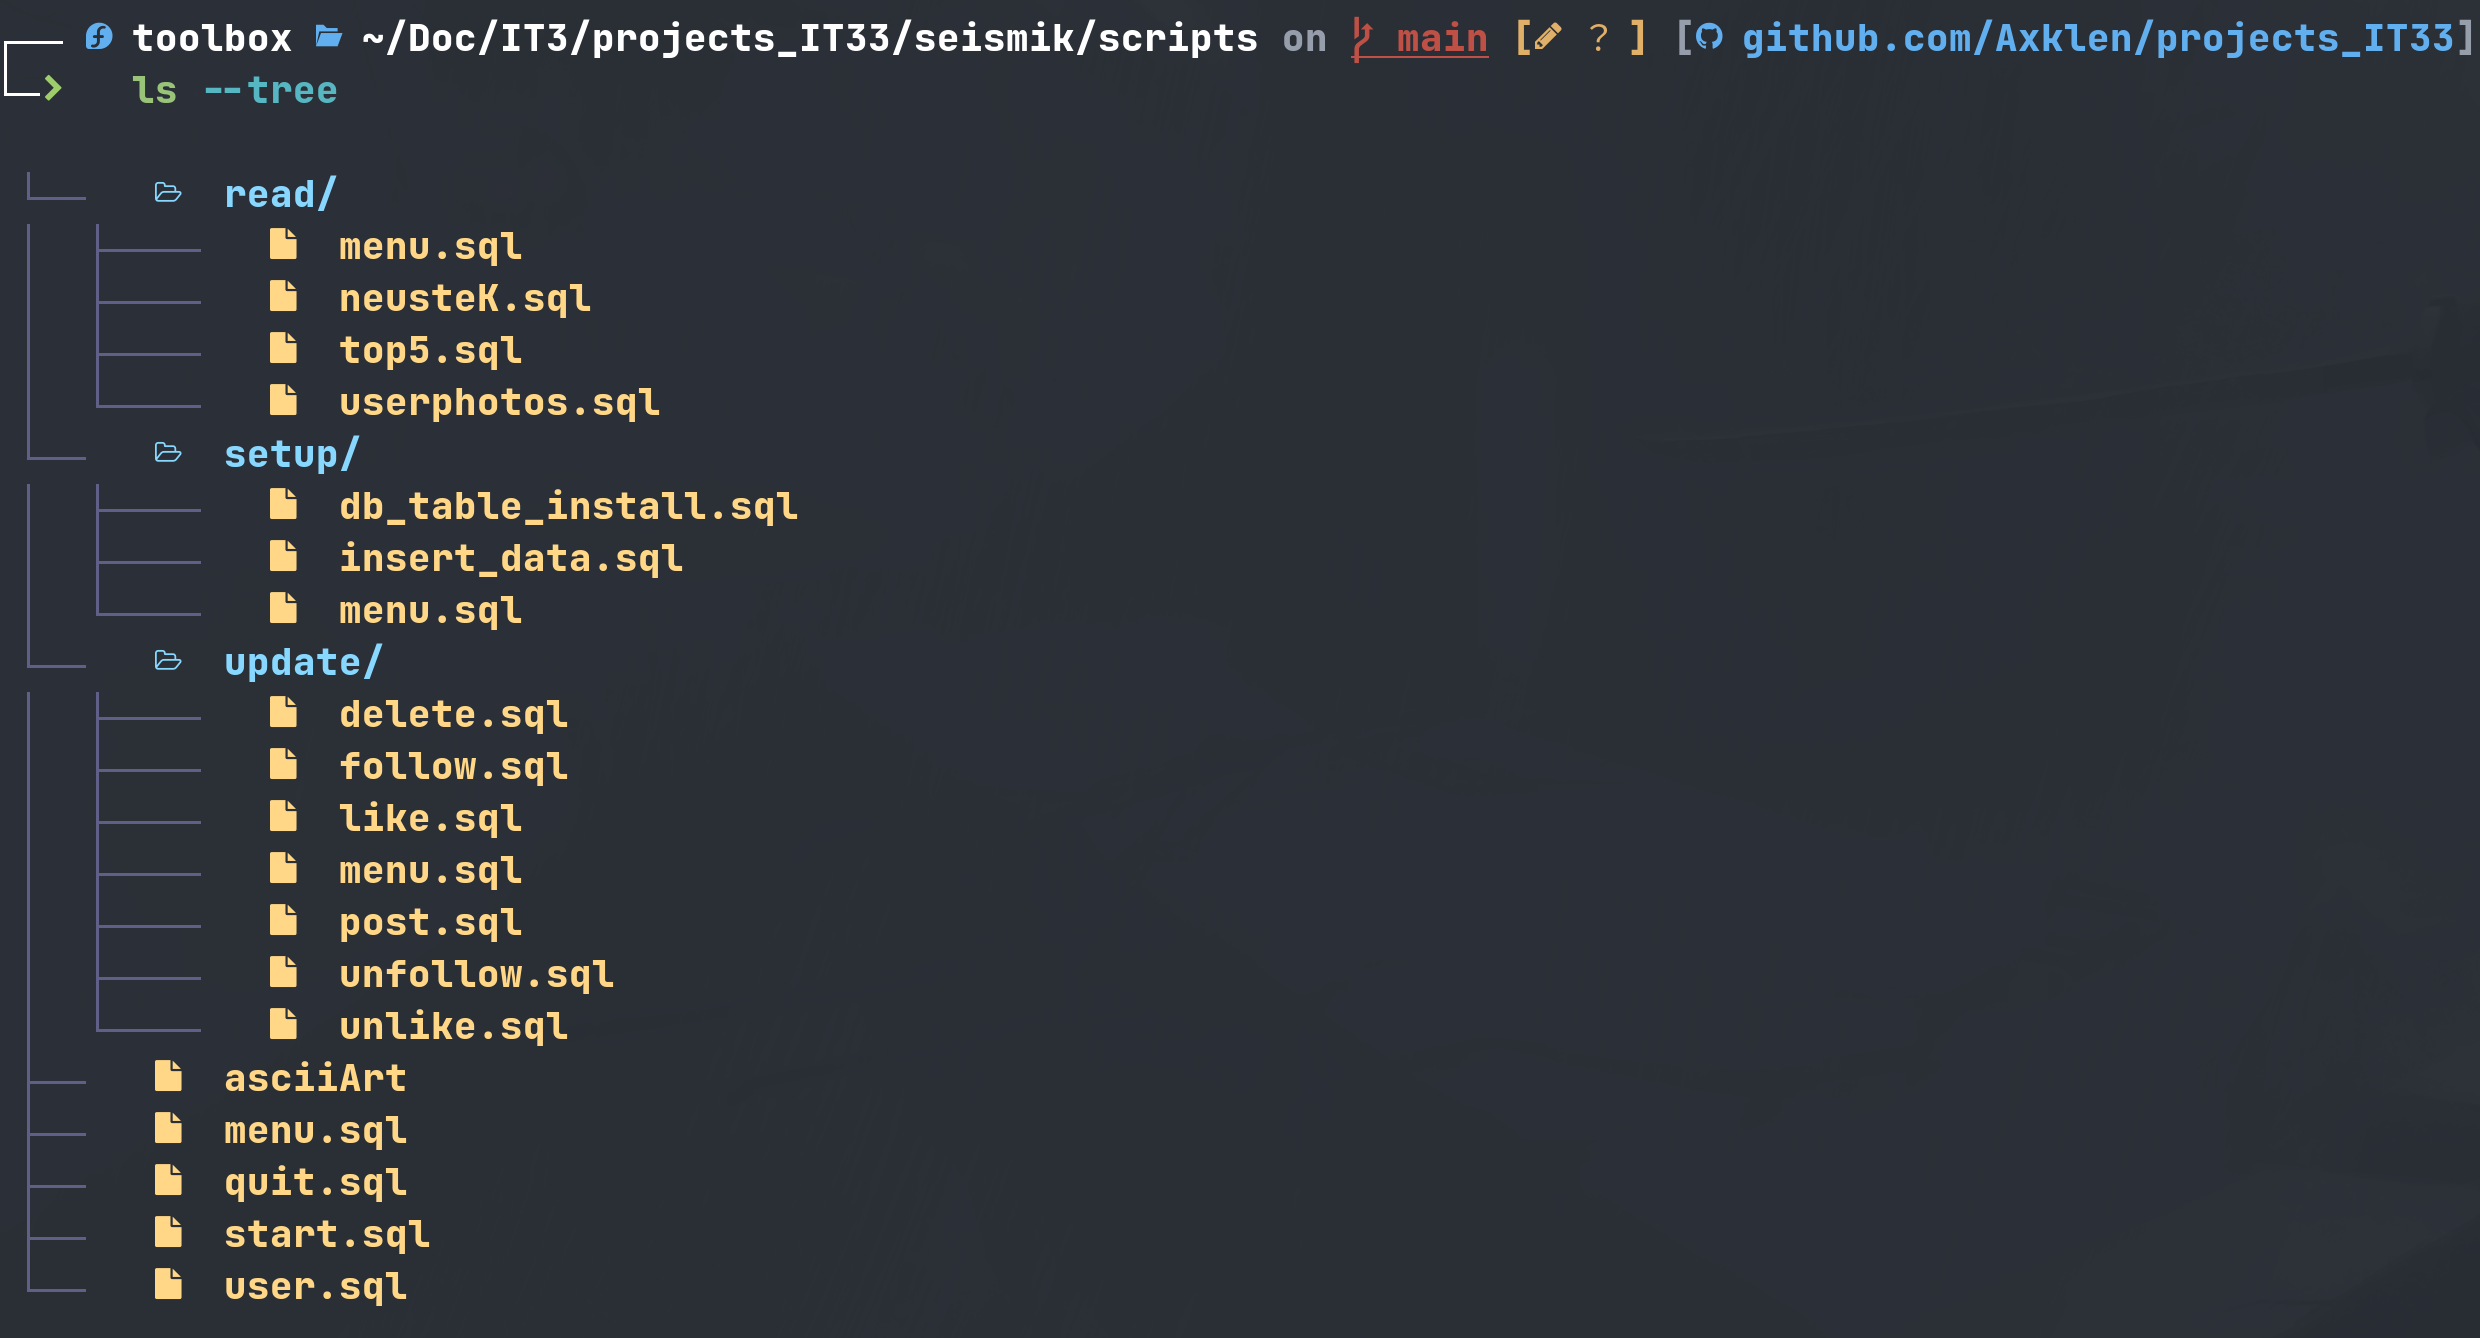 toolbox ~/Doc/IT3/projects_IT33/seismik/scripts on main [ ? ] [ github.com/Axklen/projects_IT33]
ls --tree
read/
menu.sql
neusteK.sql
top5.sql
userphotos.sql
setup/
db_table_install.sql
insert_data.sql
menu.sql
update/
delete.sql
follow.sql
like.sql
menu.sql
post.sql
unfollow.sql
unlike.sql
asciiArt
menu.sql
quit.sql
start.sql
user.sql